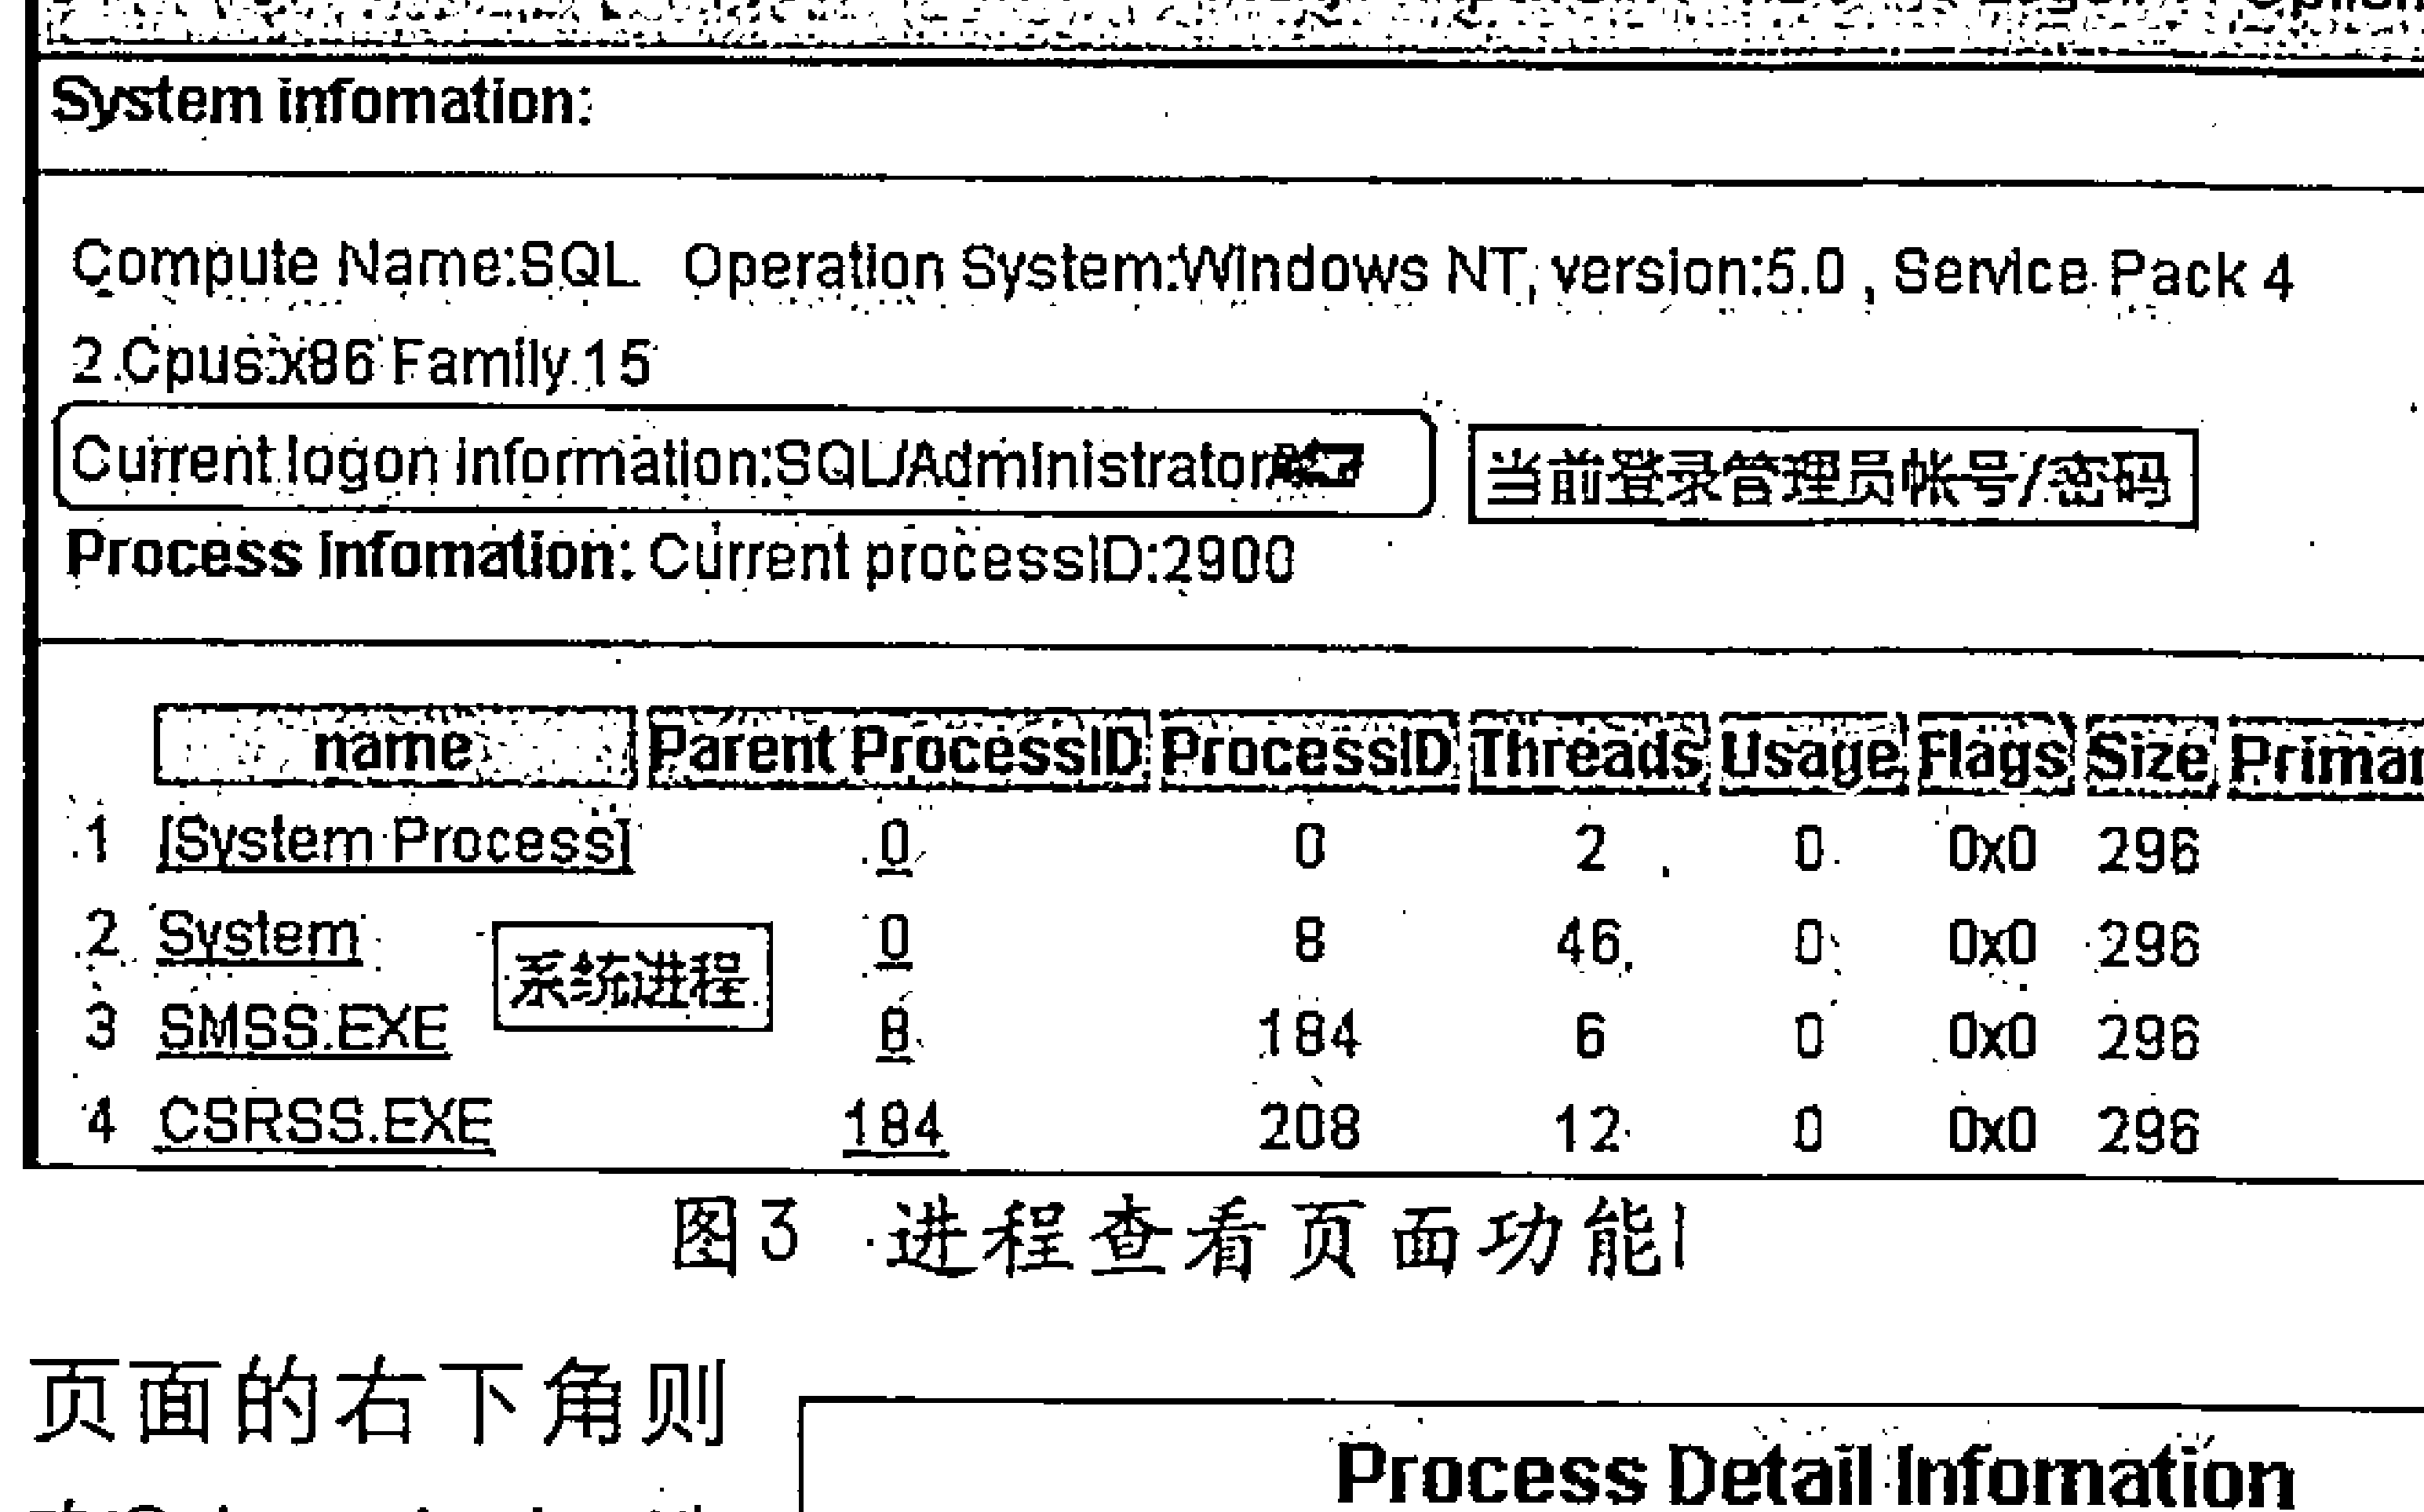 System infomation:
Compute Name:SQL Operation System:Windows NT, version:5.0 , Service Pack 4
2 Cpus:x86 Family 15
Current logon information:SQL/Administrator
当前登录管理员帐号/密码
Process Infomation: Current processID:2900
name Parent ProcessID ProcessID Threads Usage Flags Size
1 [System Process] 0 0 2 0 0x0 296
2 System 0 8 46 0 0x0 296
系统进程
3 SMSS.EXE 8 184 6 0 0x0 296
4 CSRSS.EXE 184 208 12 0 0x0 296
图3 进程查看页面功能1
页面的右下角则
Process Detail Infomation